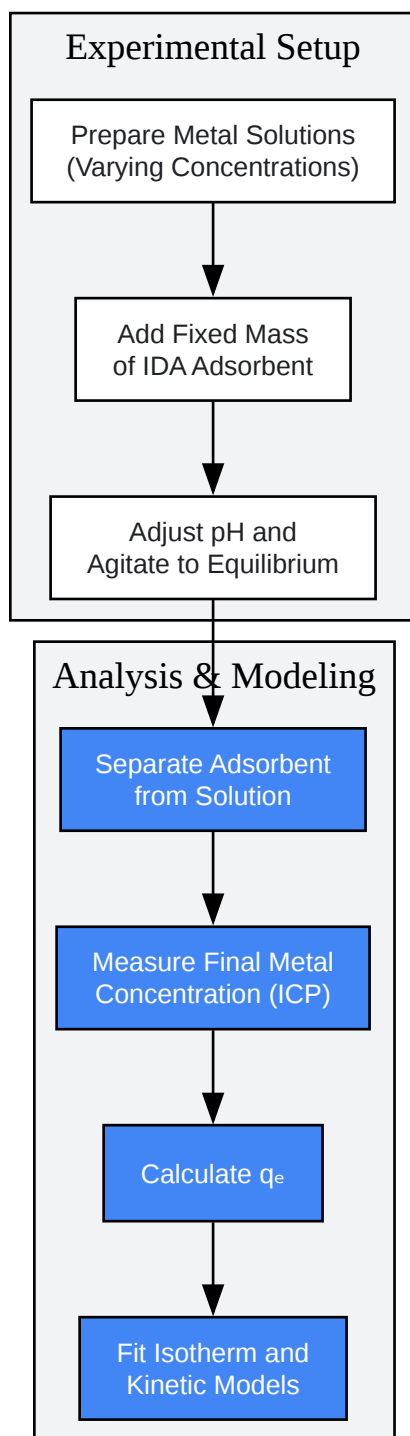 Experimental Setup
Prepare Metal Solutions
(Varying Concentrations)
Add Fixed Mass
of IDA Adsorbent
Adjust pH and
Agitate to Equilibrium
Analysis & Modeling
Separate Adsorbent
from Solution
Measure Final Metal
Concentration (ICP)
Calculate qₑ
Fit Isotherm and
Kinetic Models